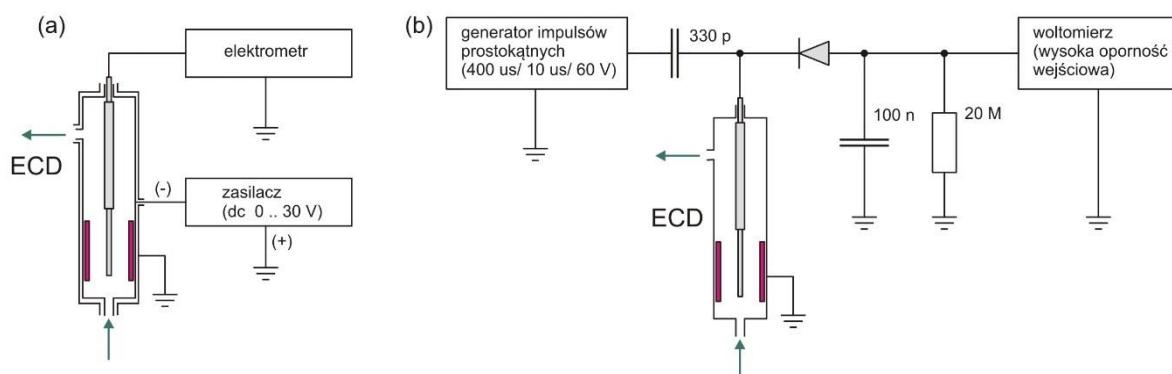 (a)
elektrometr
ECD
(-)
zasilacz
(dc 0 .. 30 V)
(+)
(b)
generator impulsów
prostokątnych
(400 us/ 10 us/ 60 V)
330 p
woltomierz
(wysoka oporność
wejściowa)
100 n
20 M
ECD